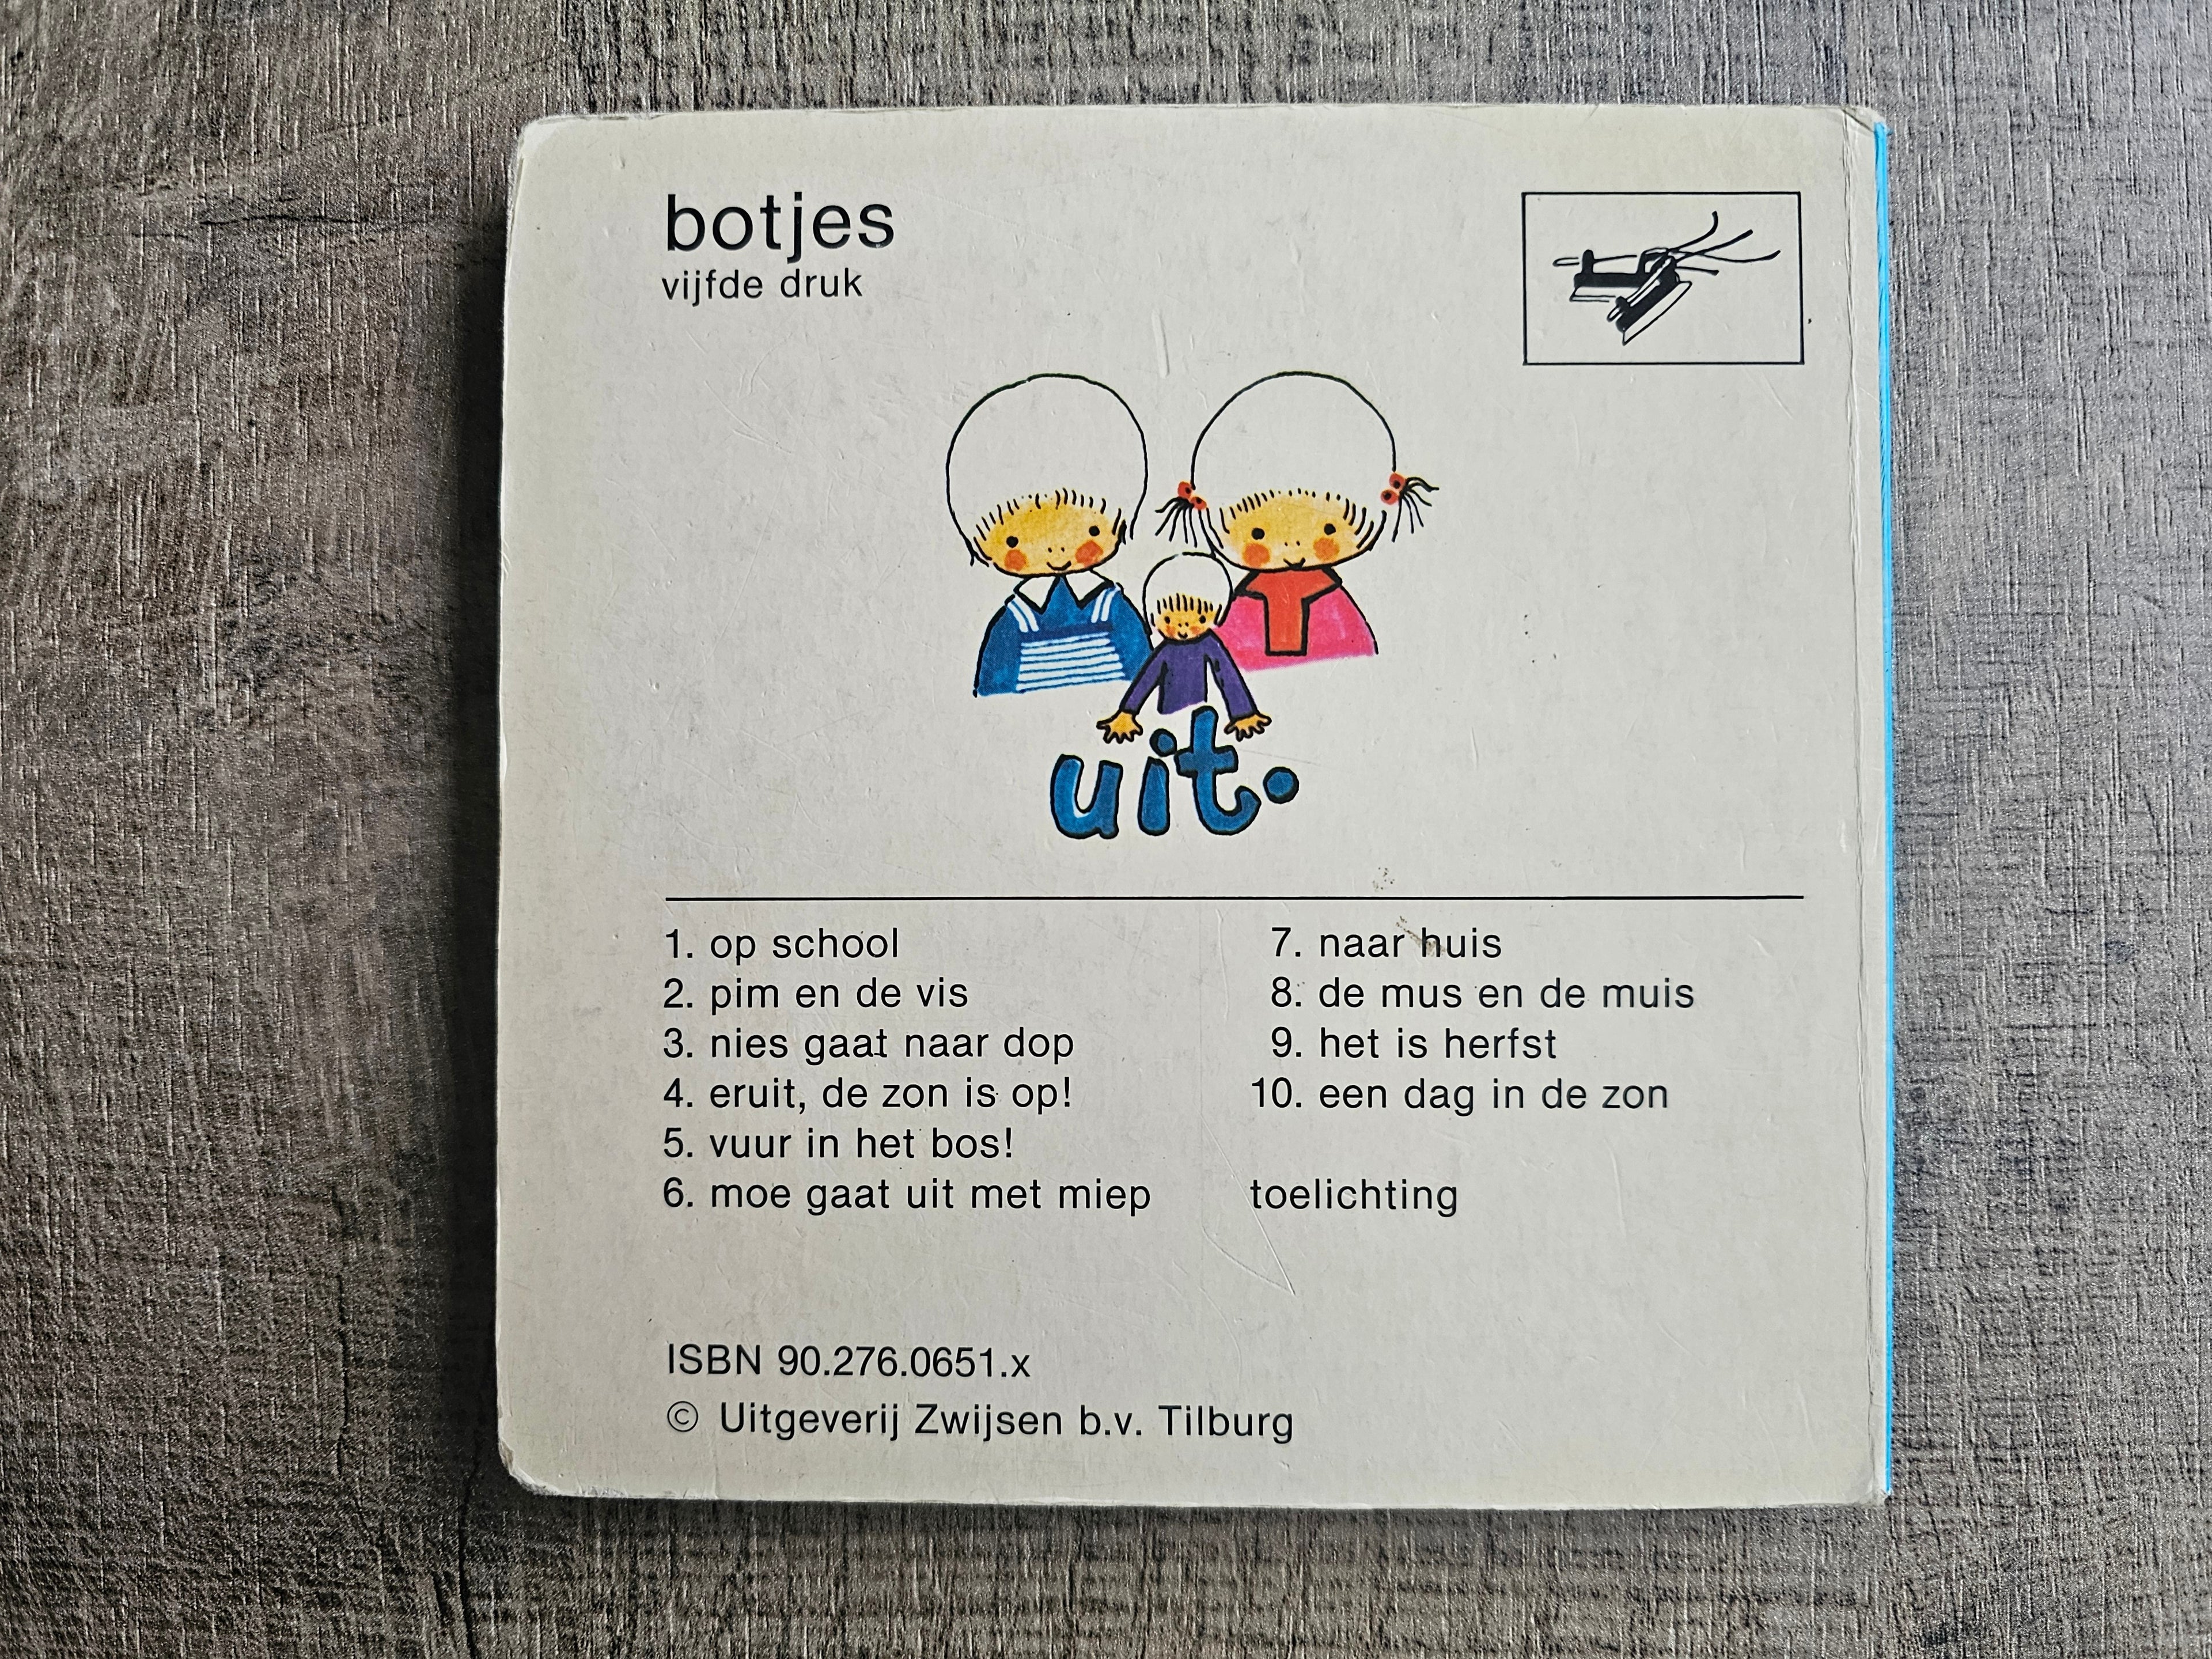 botjes
vijfde druk
uit.
1. op school
2. pim en de vis
3. nies gaat naar dop
4. eruit, de zon is op!
5. vuur in het bos!
6. moe gaat uit met miep
7. naar huis
8. de mus en de muis
9. het is herfst
10. een dag in de zon
toelichting
ISBN 90.276.0651.x
© Uitgeverij Zwijsen b.v. Tilburg